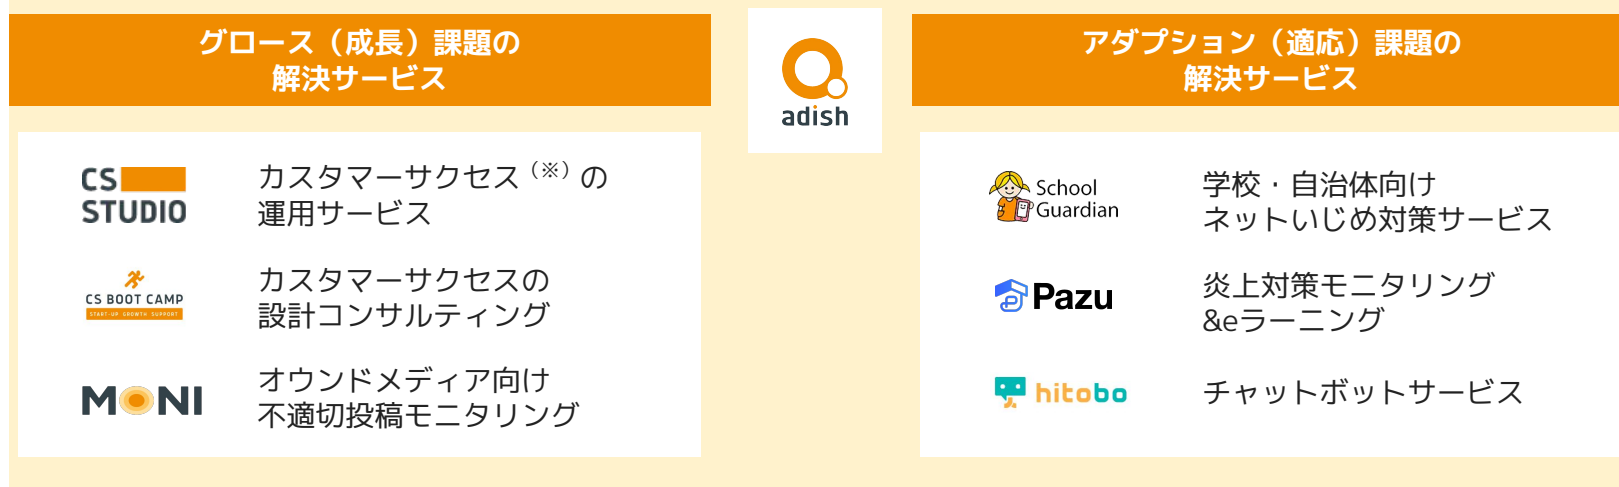 グロース（成長）課題の
解決サービス
CS
STUDIO
カスタマーサクセス（※）の
運用サービス
CS BOOT CAMP
START-UP GROWTH SUPPORT
カスタマーサクセスの
設計コンサルティング
MONI
オウンドメディア向け
不適切投稿モニタリング
adish
アダプション（適応）課題の
解決サービス
School
Guardian
学校・自治体向け
ネットいじめ対策サービス
Pazu
炎上対策モニタリング
&eラーニング
hitobo
チャットボットサービス